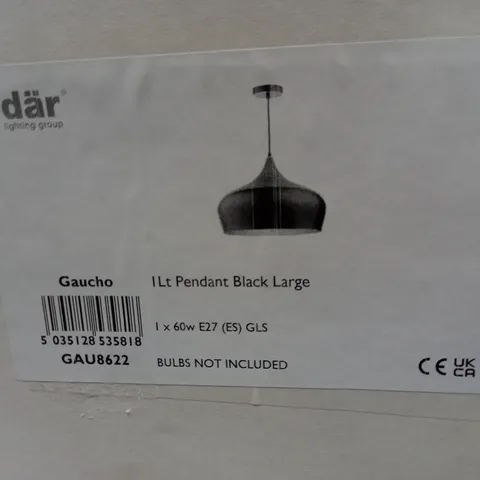 där®
lighting group
Gaucho
1Lt Pendant Black Large
5 035128 535818
1 x 60w E27 (ES) GLS
GAU8622
BULBS NOT INCLUDED
CE UK
CA